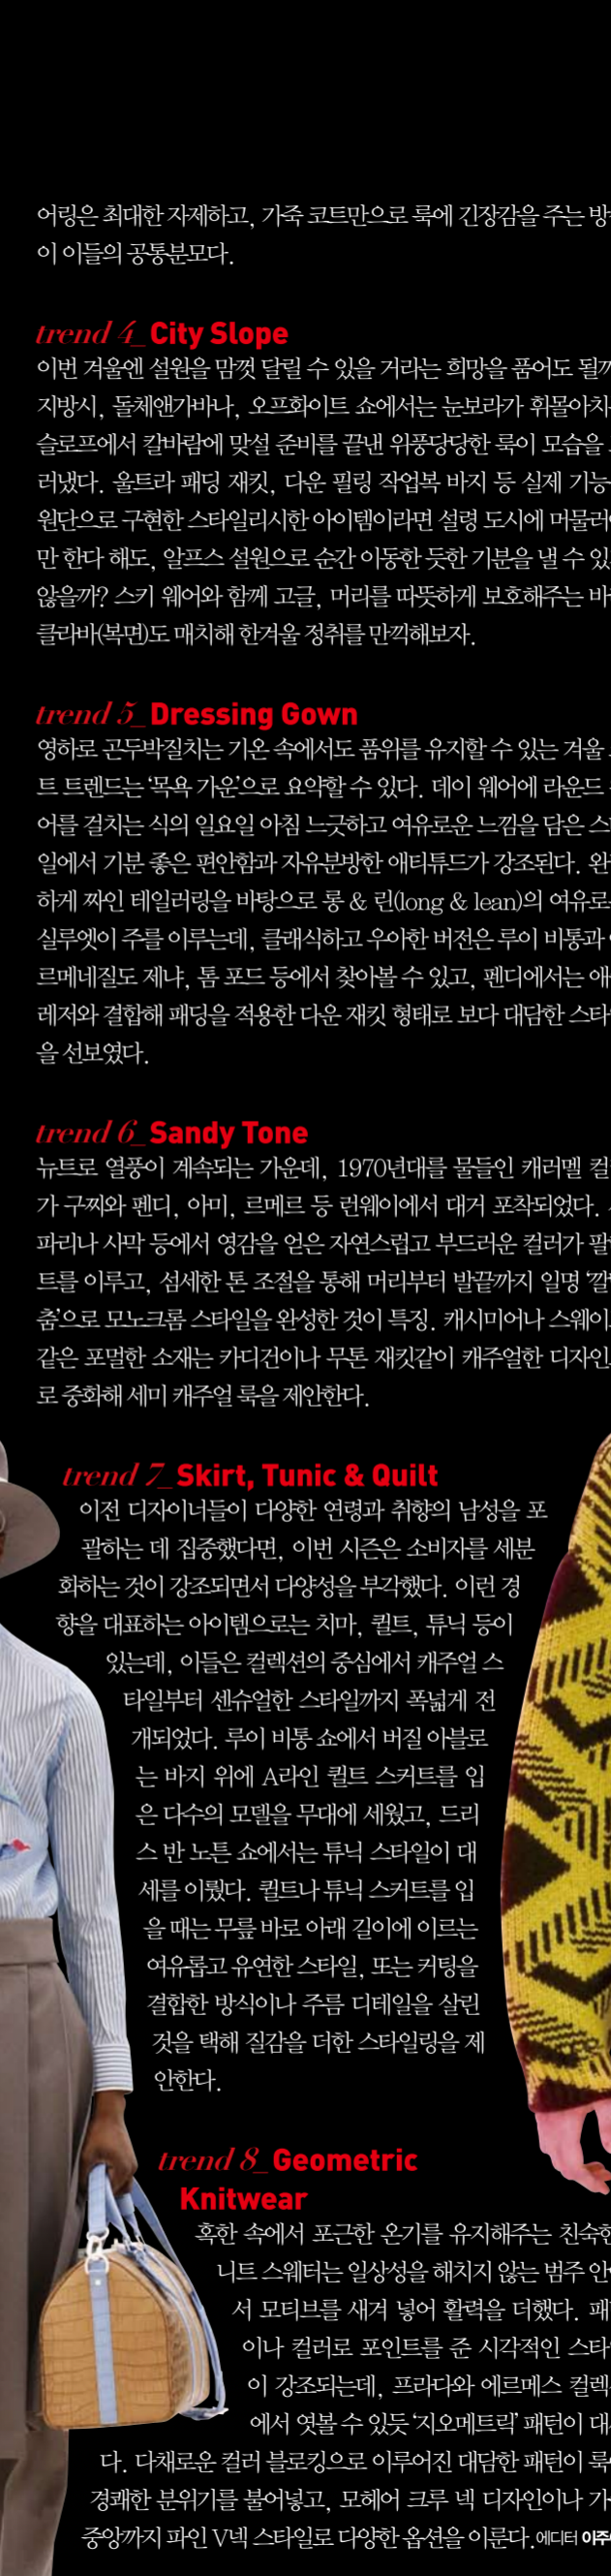 어링은 최대한 자제하고, 가죽 코트만으로 룩에 긴장감을 주는
이 이들의 공통분모다.
trend 4_City Slope
이번 겨울엔 설원을 맘껏 달릴 수 있을 거라는 희망을 품어도
지방시, 돌체앤가바나, 오프화이트 쇼에서는 눈보라가
슬로프에서 칼바람에 맞설 준비를 끝낸 위풍당당한 룩이 모습을
러냈다. 울트라 패딩 재킷, 다운 필링 작업복 바지 등 실제
원단으로 구현한 스타일리시한 아이템이라면 설령 도시에
만 한다 해도, 알프스 설원으로 순간 이동한 듯한 기분을 낼 수
않을까? 스키 웨어와 함께 고글, 머리를 따뜻하게 보호해주는
클라바(복면)도 매치해 한겨울 정취를 만끽해보자.
trend 5_Dressing Gown
영하로 곤두박질치는 기온 속에서도 품위를 유지할 수 있는 겨울
트 트렌드는 ‘목욕 가운’으로 요약할 수 있다. 데이 웨어에 라운드
어를 걸치는 식의 일요일 아침 느긋하고 여유로운 느낌을 담은
일에서 기분 좋은 편안함과 자유분방한 애티튜드가 강조된다.
하게 짜인 테일러링을 바탕으로 롱 & 린(long & lean)의
실루엣이 주를 이루는데, 클래식하고 우아한 버전은 루이 비통과
르메네질도 제냐, 톰 포드 등에서 찾아볼 수 있고, 펜디에서는
레저와 결합해 패딩을 적용한 다운 재킷 형태로 보다 대담한
을 선보였다.
trend 6_Sandy Tone
뉴트로 열풍이 계속되는 가운데, 1970년대를 물들인 캐러멜
가 구찌와 펜디, 아미, 르메르 등 런웨이에서 대거 포착되었다.
파리나 사막 등에서 영감을 얻은 자연스럽고 부드러운 컬러가
트를 이루고, 섬세한 톤 조절을 통해 머리부터 발끝까지 일명
춤’으로 모노크롬 스타일을 완성한 것이 특징. 캐시미어나
같은 포멀한 소재는 카디건이나 무톤 재킷같이 캐주얼한
로 중화해 세미 캐주얼 룩을 제안한다.
trend 7_Skirt, Tunic & Quilt
이전 디자이너들이 다양한 연령과 취향의 남성을 포
괄하는 데 집중했다면, 이번 시즌은 소비자를 세분
화하는 것이 강조되면서 다양성을 부각했다. 이런 경
향을 대표하는 아이템으로는 치마, 퀼트, 튜닉 등이
있는데, 이들은 컬렉션의 중심에서 캐주얼 스
타일부터 센슈얼한 스타일까지 폭넓게 전
개되었다. 루이 비통 쇼에서 버질 아블로
는 바지 위에 A라인 퀼트 스커트를 입
은 다수의 모델을 무대에 세웠고, 드리
스 반 노튼 쇼에서는 튜닉 스타일이 대
세를 이뤘다. 퀼트나 튜닉 스커트를 입
을 때는 무릎 바로 아래 길이에 이르는
여유롭고 유연한 스타일, 또는 커팅을
결합한 방식이나 주름 디테일을 살린
것을 택해 질감을 더한 스타일링을 제
안한다.
trend 8_Geometric
Knitwear
혹한 속에서 포근한 온기를 유지해주는
니트 스웨터는 일상성을 해치지 않는 범주
서 모티브를 새겨 넣어 활력을 더했다.
이나 컬러로 포인트를 준 시각적인
이 강조되는데, 프라다와 에르메스
에서 엿볼 수 있듯 ‘지오메트릭’ 패턴이
다. 다채로운 컬러 블로킹으로 이루어진 대담한 패턴이
경쾌한 분위기를 불어넣고, 모헤어 크루 넥 디자인이나
중앙까지 파인 V넥 스타일로 다양한 옵션을 이룬다. 에디터